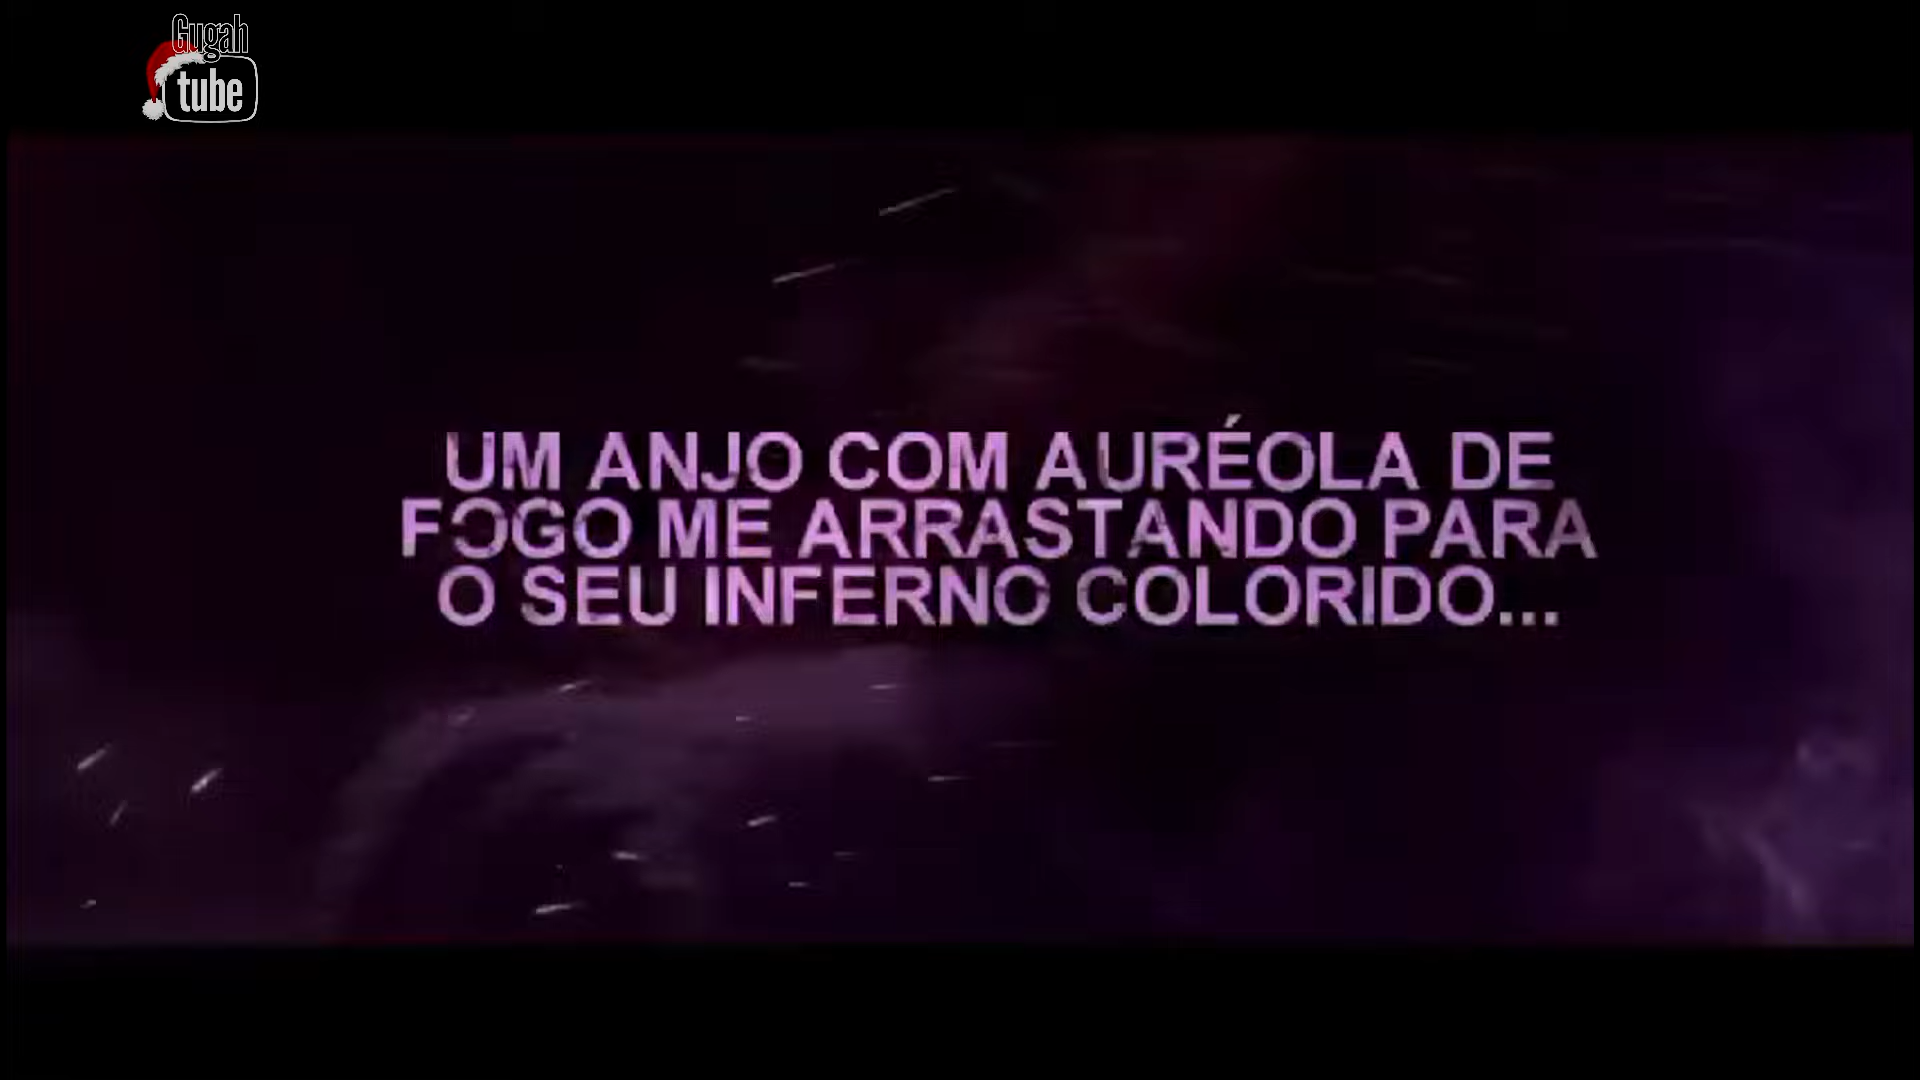 Gugah
tube
UM ANJO COM AURÉOLA DE
FOGO ME ARRASTANDO PARA
O SEU INFERNO COLORIDO...